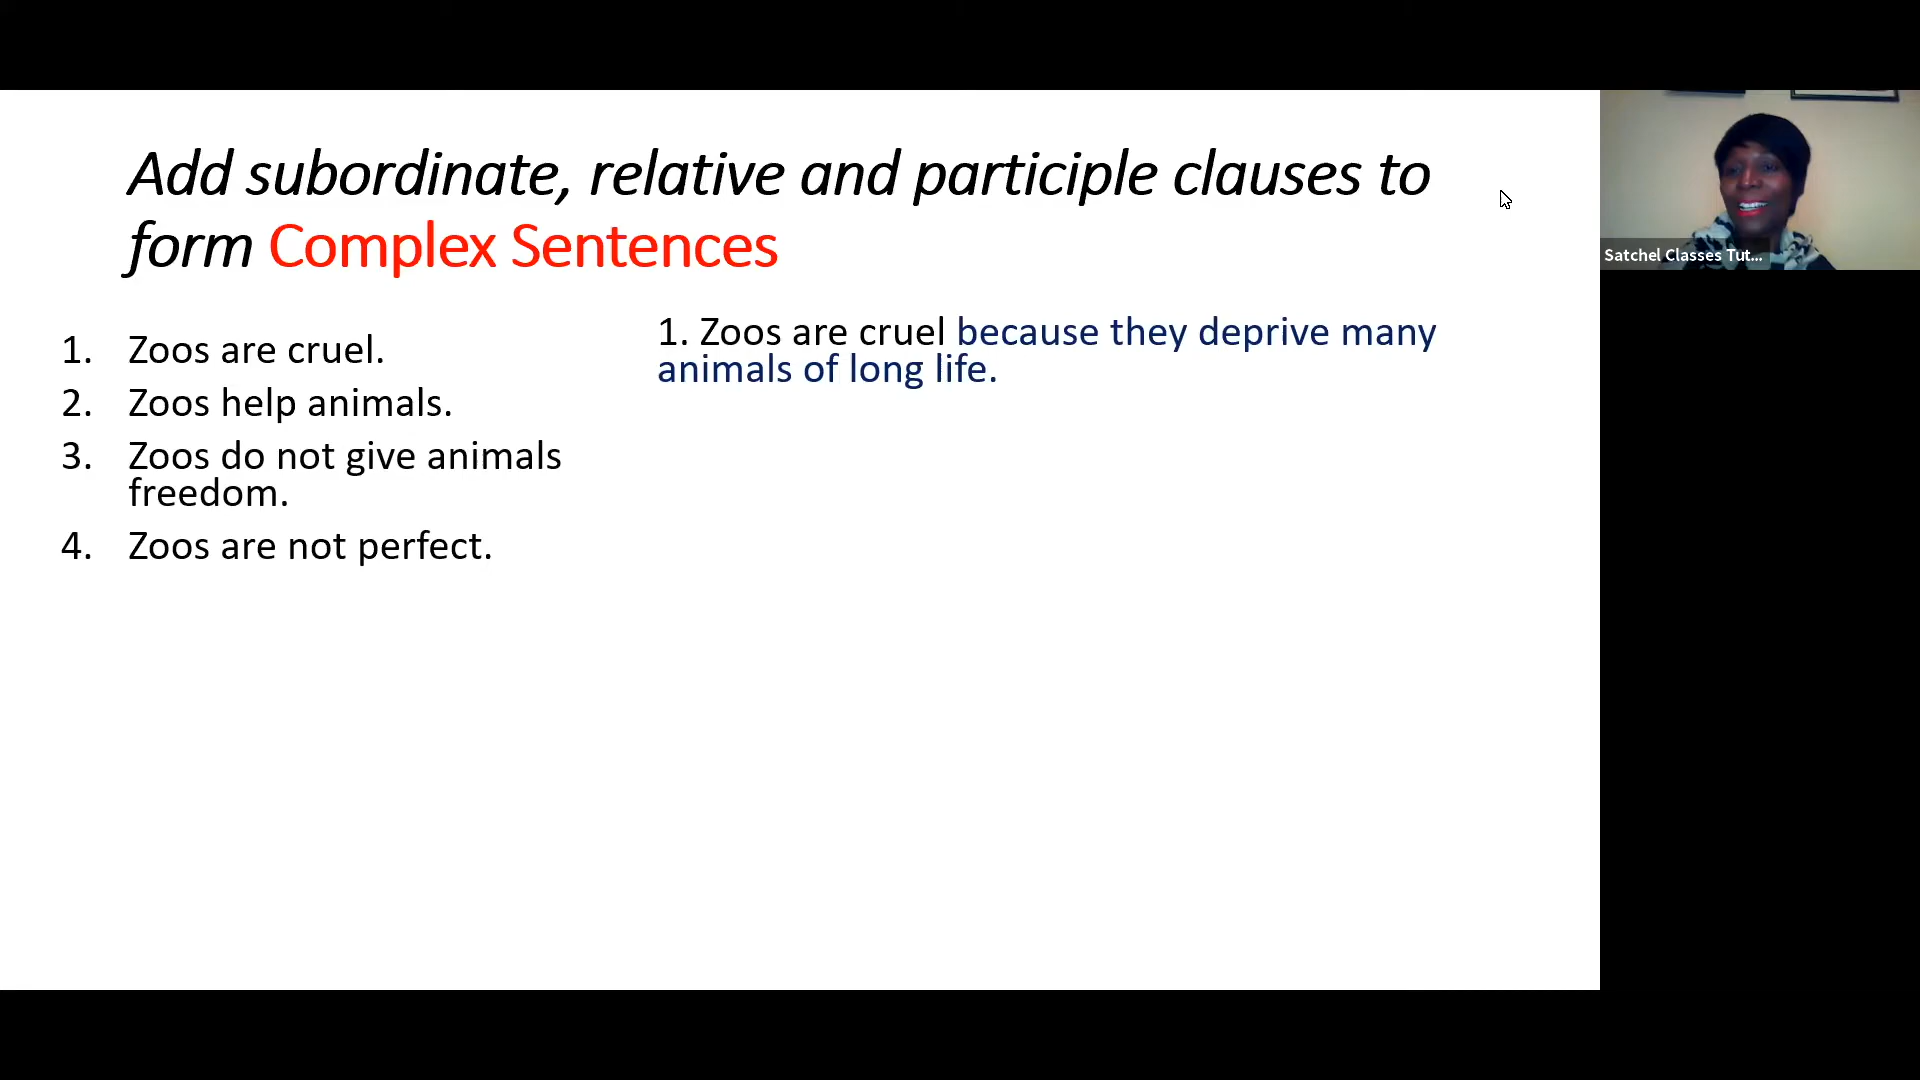 Add subordinate, relative and participle clauses to
form Complex Sentences
1. Zoos are cruel.
2. Zoos help animals.
3. Zoos do not give animals
freedom.
4. Zoos are not perfect.
1. Zoos are cruel because they deprive many
animals of long life.
Satchel Classes Tut...